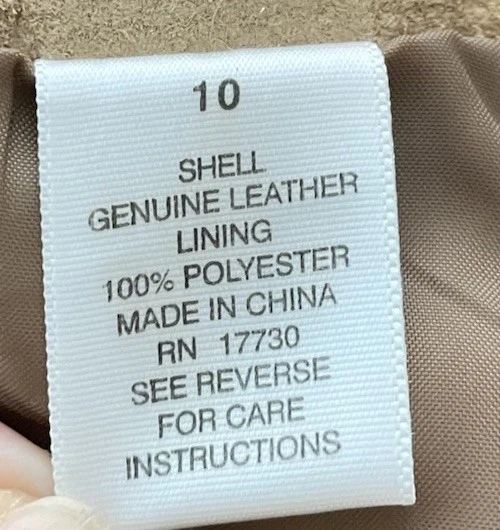 10
SHELL
GENUINE LEATHER
LINING
100% POLYESTER
MADE IN CHINA
RN 17730
SEE REVERSE
FOR CARE
INSTRUCTIONS